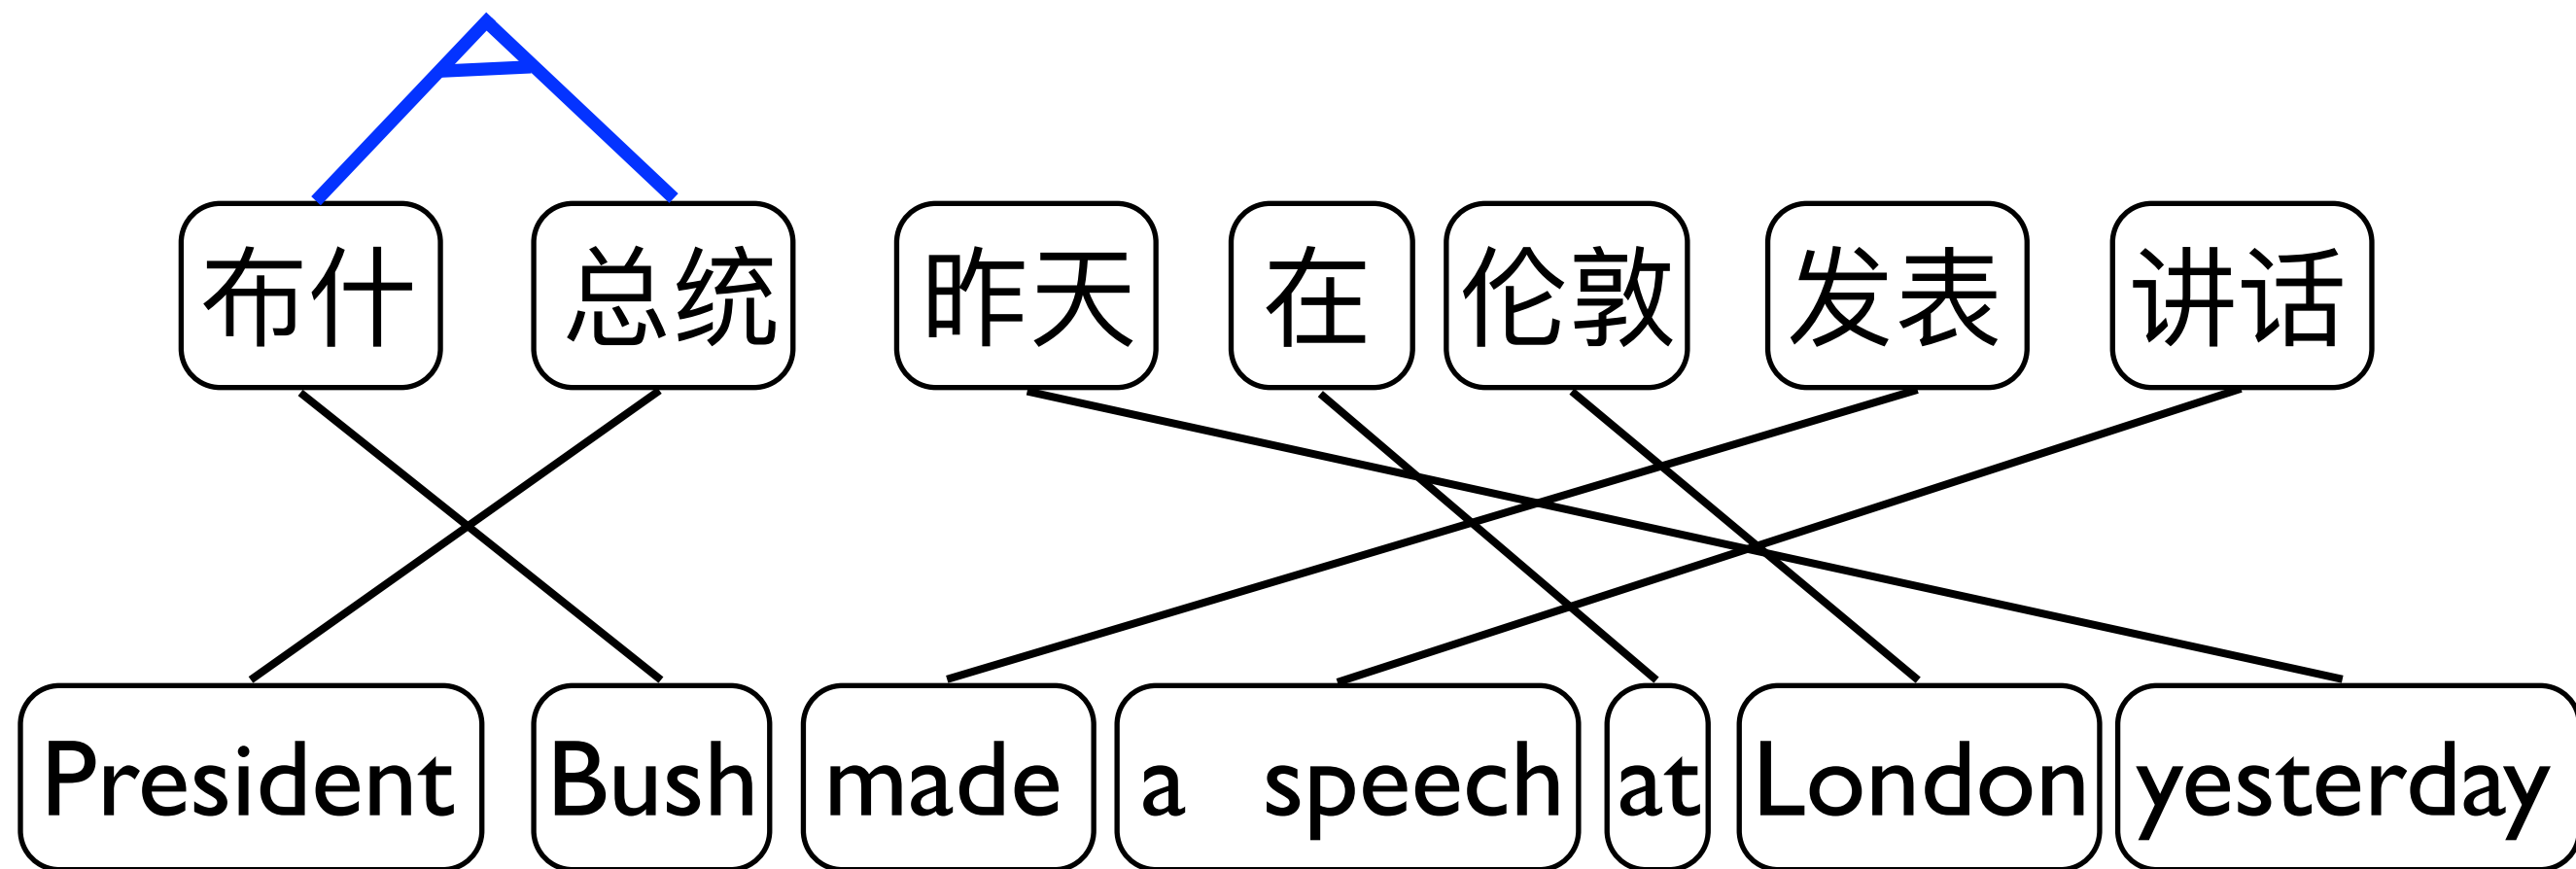 布什 总统 昨天 在 伦敦 发表 讲话
President Bush made a speech at London yesterday